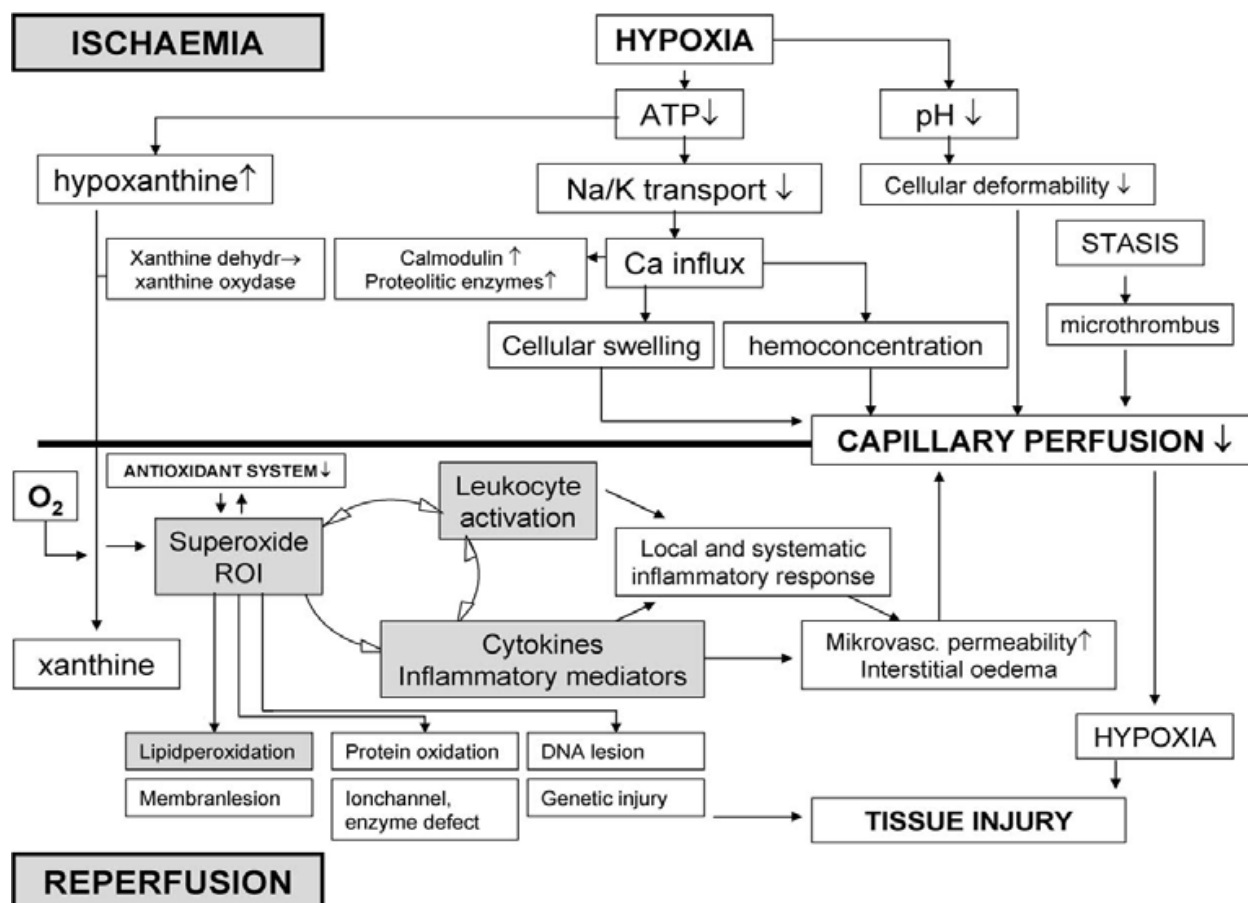 ISCHAEMIA
HYPOXIA
ATP↓
pH ↓
hypoxanthine↑
Na/K transport ↓
Cellular deformability ↓
STASIS
Xanthine dehydr→
xanthine oxydase
Calmodulin ↑
Proteolitic enzymes↑
Ca influx
microthrombus
Cellular swelling
hemoconcentration
CAPILLARY PERFUSION ↓
ANTIOXIDANT SYSTEM↓
O₂
Leukocyte
activation
Superoxide
ROI
Local and systematic
inflammatory response
xanthine
Cytokines
Inflammatory mediators
Mikrovasc. permeability↑
Interstitial oedema
HYPOXIA
Lipidperoxidation
Protein oxidation
DNA lesion
Membranlesion
Ionchannel,
enzyme defect
Genetic injury
TISSUE INJURY
REPERFUSION